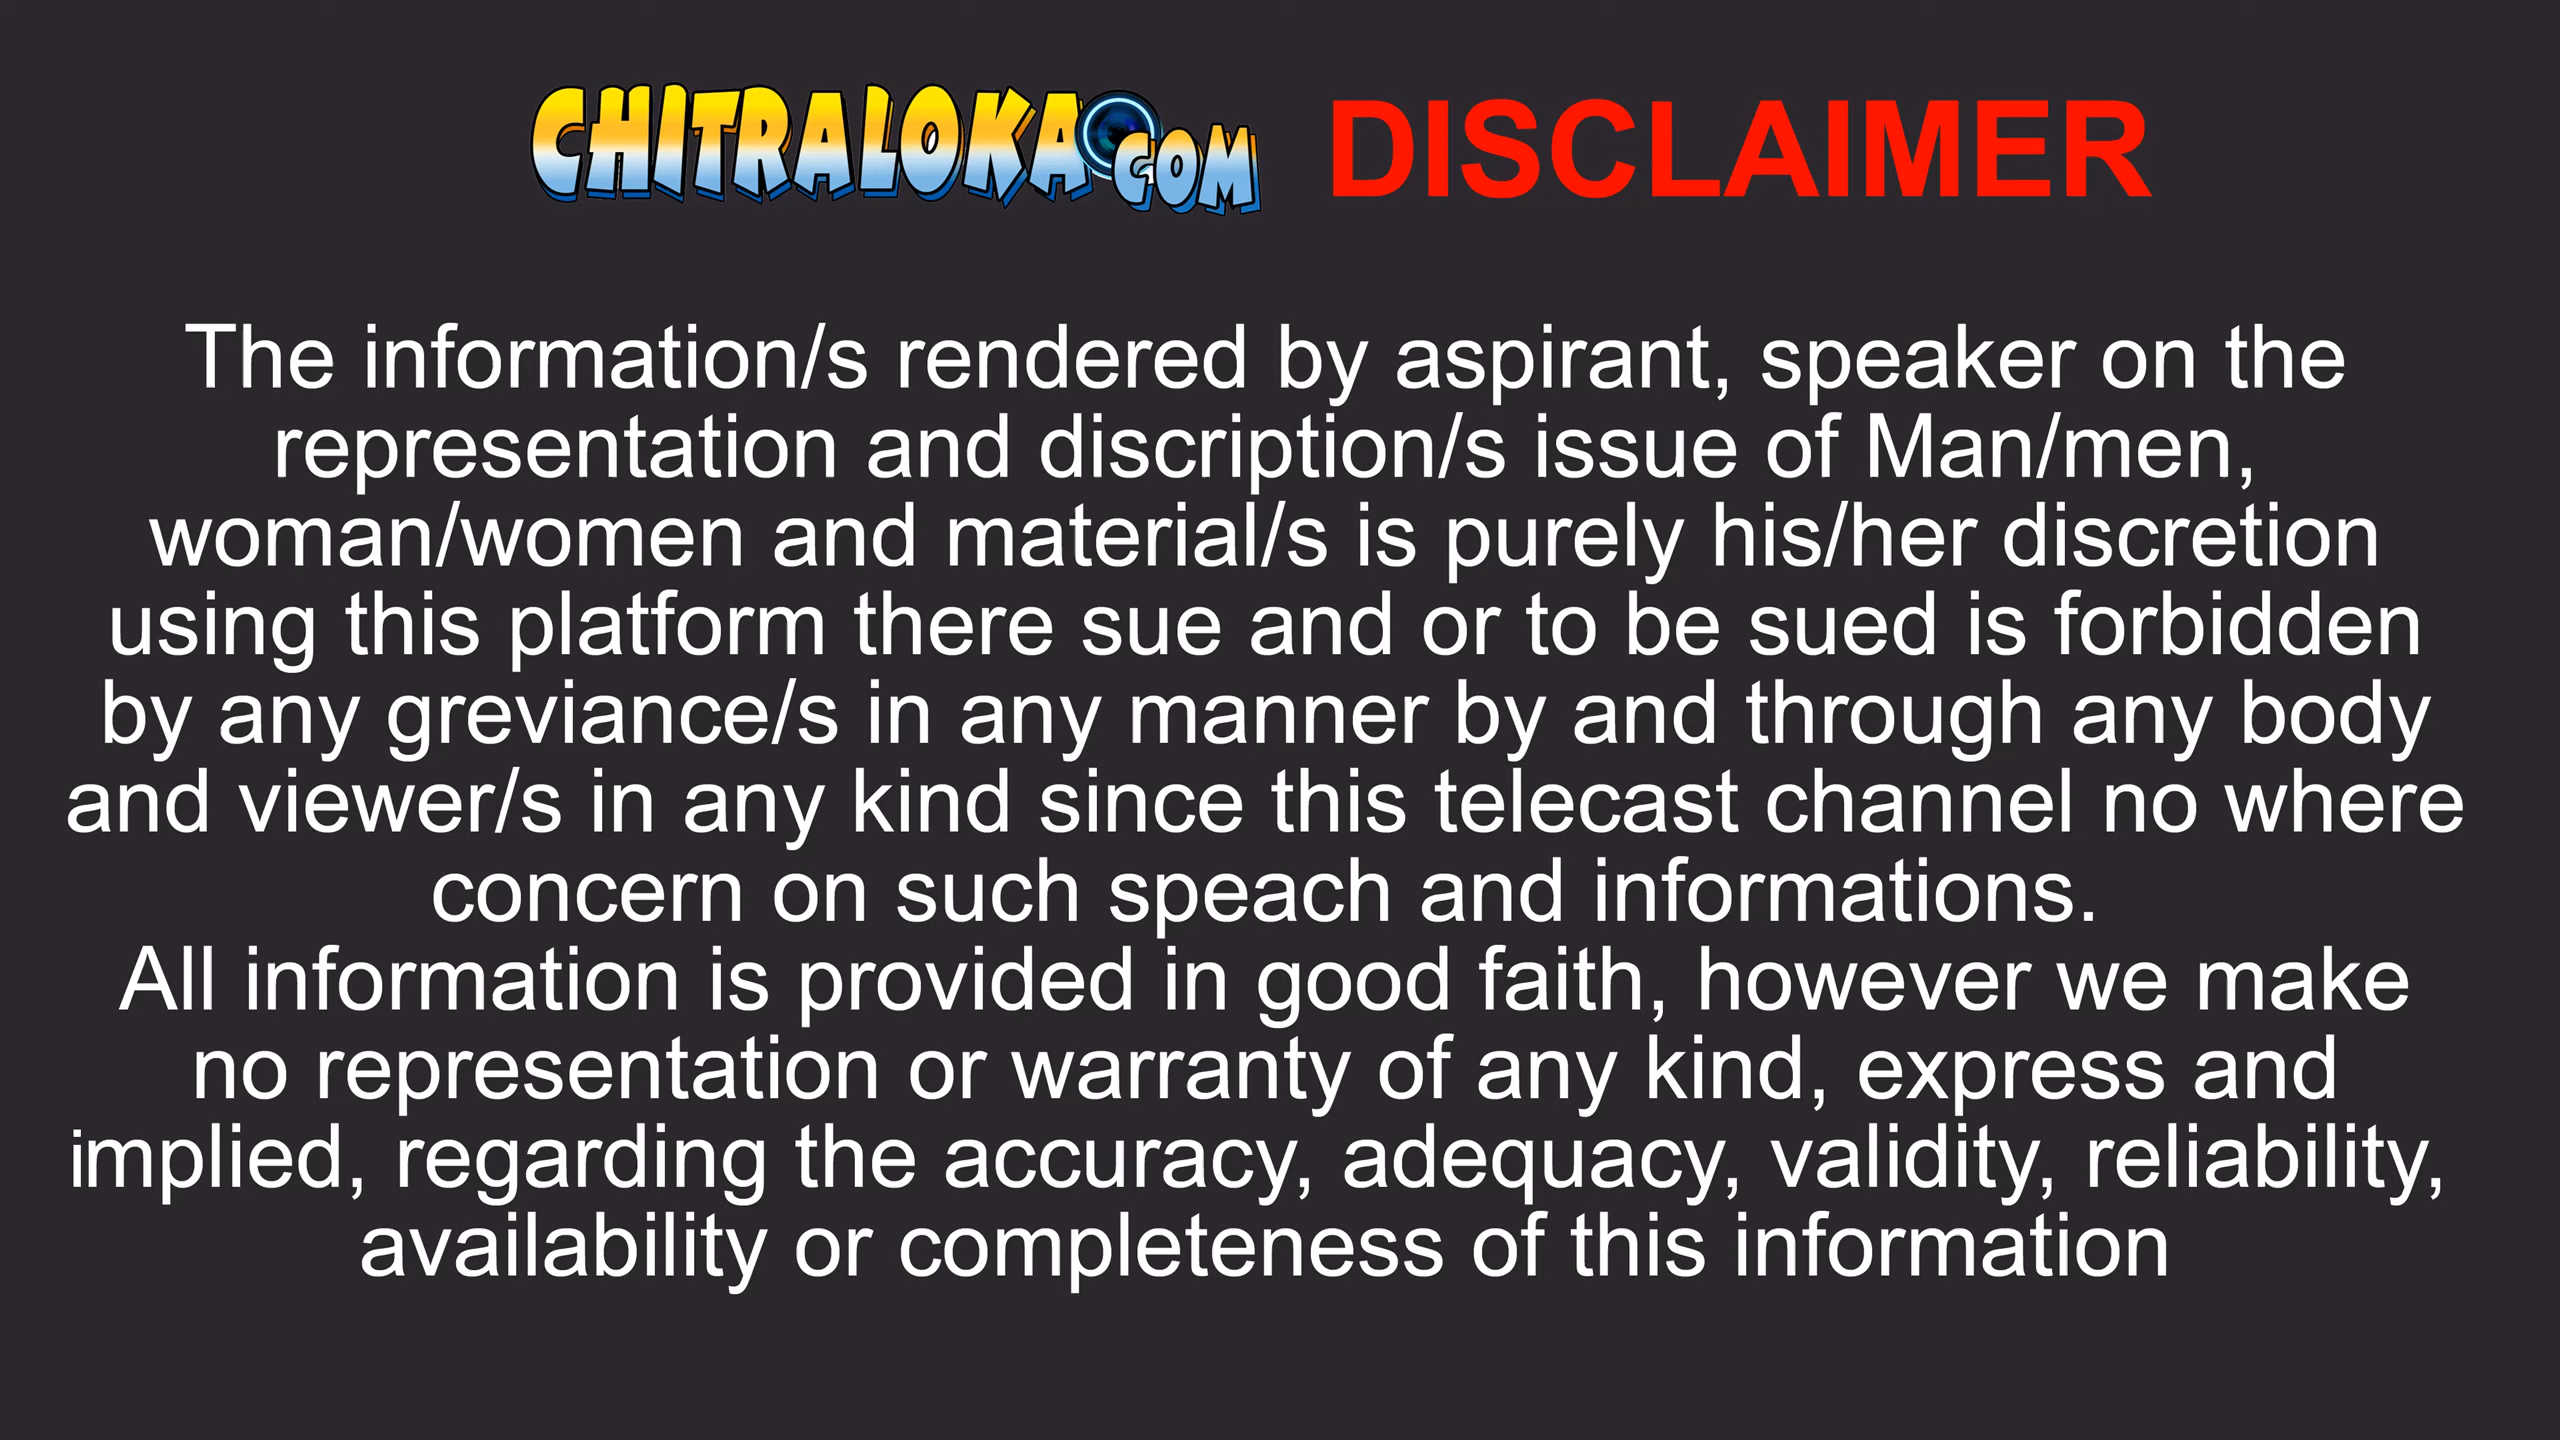 CHITRALOKA.COM DISCLAIMER
The information/s rendered by aspirant, speaker on the
representation and discription/s issue of Man/men,
woman/women and material/s is purely his/her discretion
using this platform there sue and or to be sued is forbidden
by any greviance/s in any manner by and through any body
and viewer/s in any kind since this telecast channel no where
concern on such speach and informations.
All information is provided in good faith, however we make
no representation or warranty of any kind, express and
implied, regarding the accuracy, adequacy, validity, reliability,
availability or completeness of this information